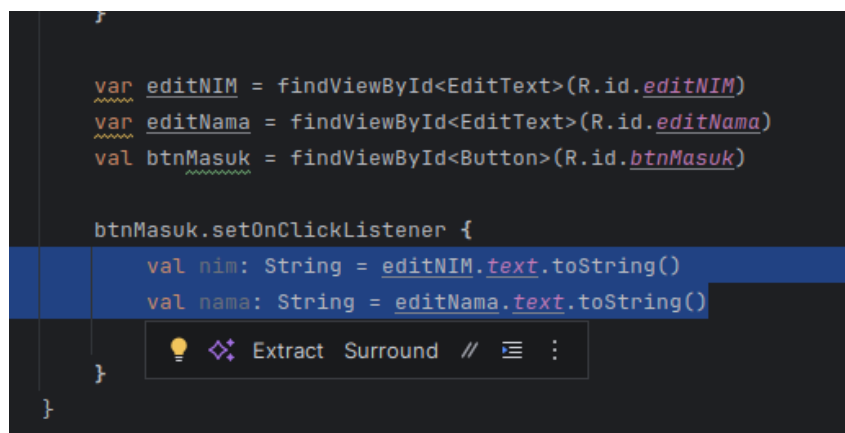 }
var editNIM = findViewById<EditText>(R.id.editNIM)
var editNama = findViewById<EditText>(R.id.editNama)
val btnMasuk = findViewById<Button>(R.id.btnMasuk)
btnMasuk.setOnClickListener {
val nim: String = editNIM.text.toString()
val nama: String = editNama.text.toString()
Extract Surround //
}
}